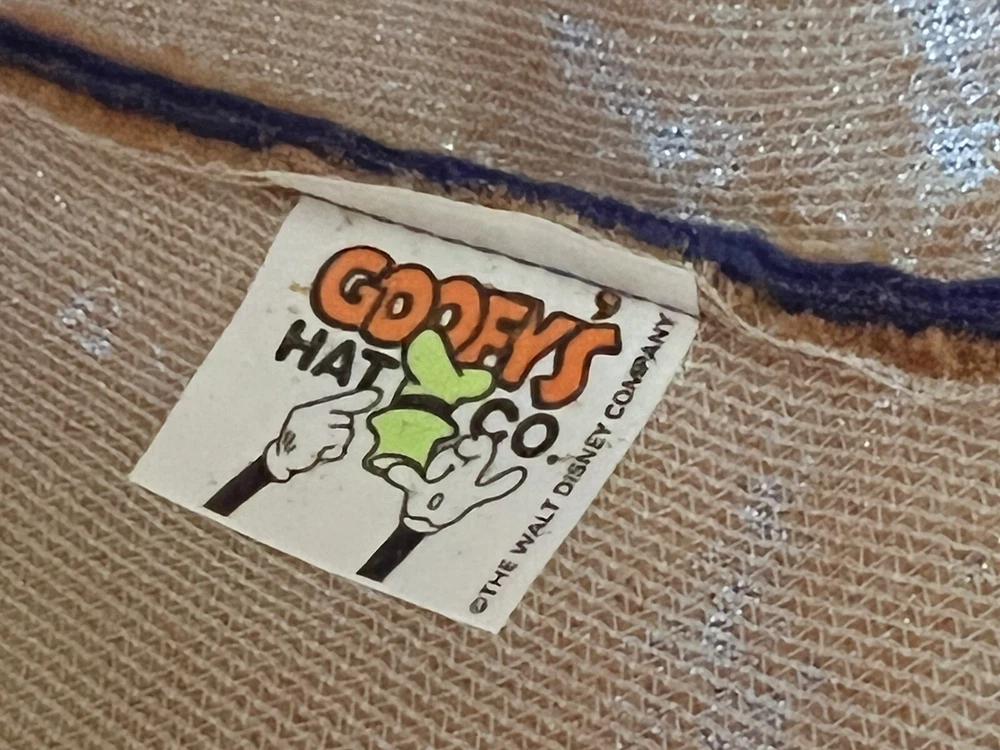 GOOFY'S
HAT CO.
©THE WALT DISNEY COMPANY